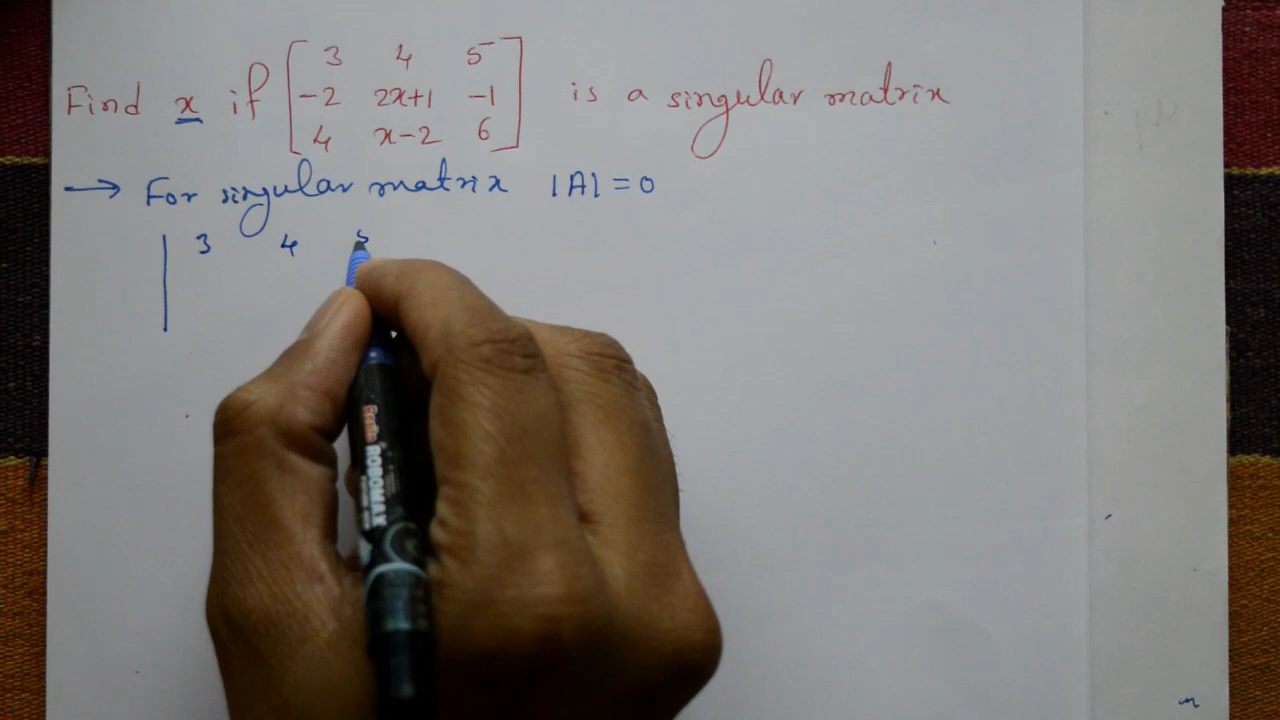 Find x if [ 3 4 5
-2 2x+1 -1
4 x-2 6 ] is a singular matrix
→ For singular matrix |A| = 0
| 3 4 5
ROBOMAX